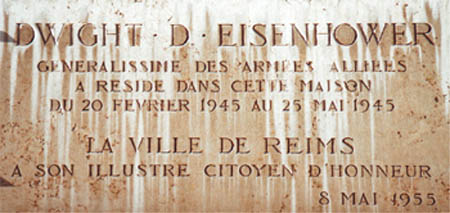 DWIGHT · D · EISENHOWER
GENERALISSIME DES ARMEES ALLIEES
A RESIDE DANS CETTE MAISON
DU 20 FEVRIER 1945 AU 25 MAI 1945
LA VILLE DE REIMS
A SON ILLUSTRE CITOYEN D'HONNEUR
8 MAI 1955